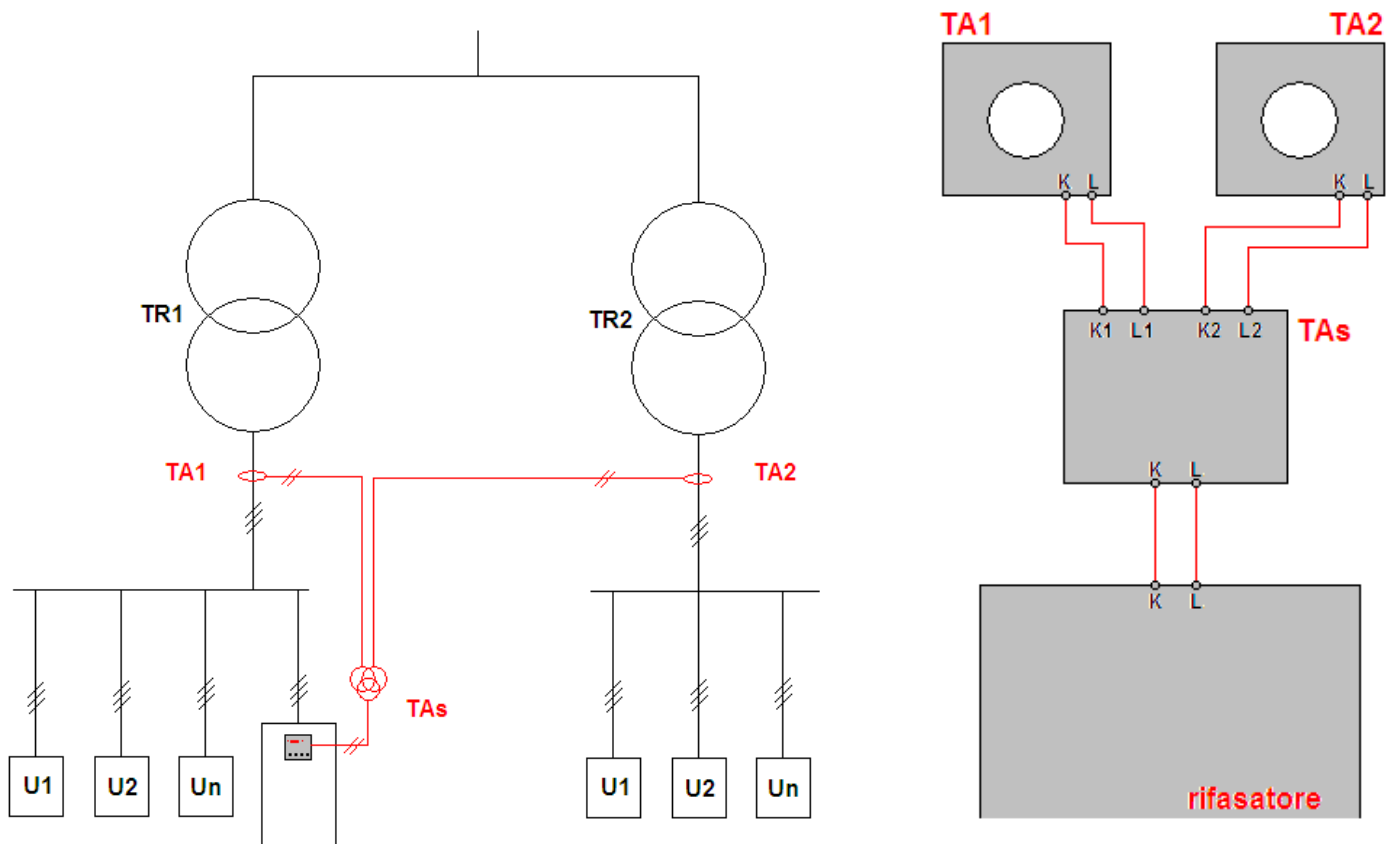 TA1 TA2
K L K L
K1 L1 K2 L2 TAs
K L
K L
rifasatore
TR1 TR2
TA1 TA2
TAs
U1 U2 Un U1 U2 Un